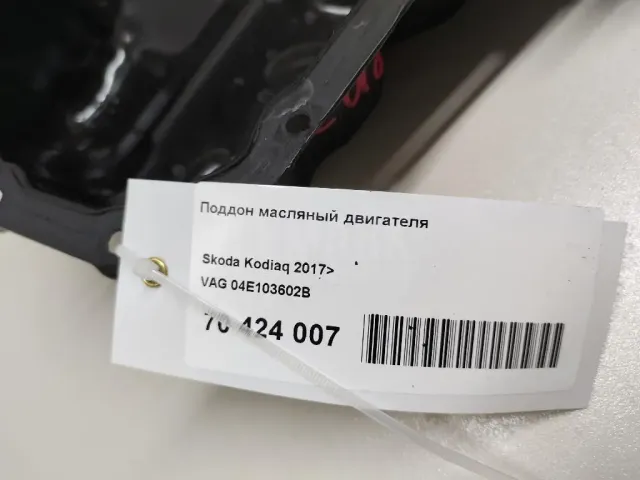 Поддон масляный двигателя
Skoda Kodiaq 2017>
VAG 04E103602B
70 424 007